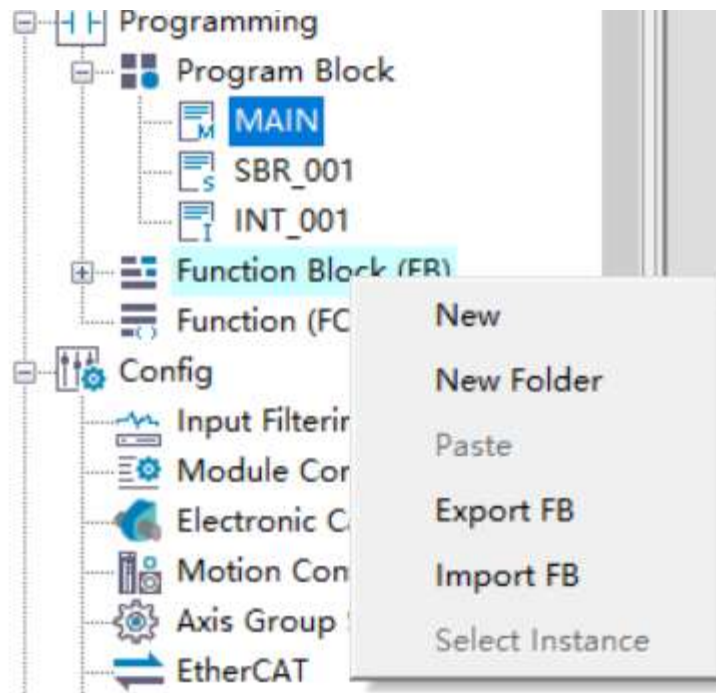 Programming
Program Block
MAIN
SBR_001
INT_001
Function Block (FB)
Function (FC
Config
Input Filterin
Module Con
Electronic C
Motion Con
Axis Group
EtherCAT
New
New Folder
Paste
Export FB
Import FB
Select Instance